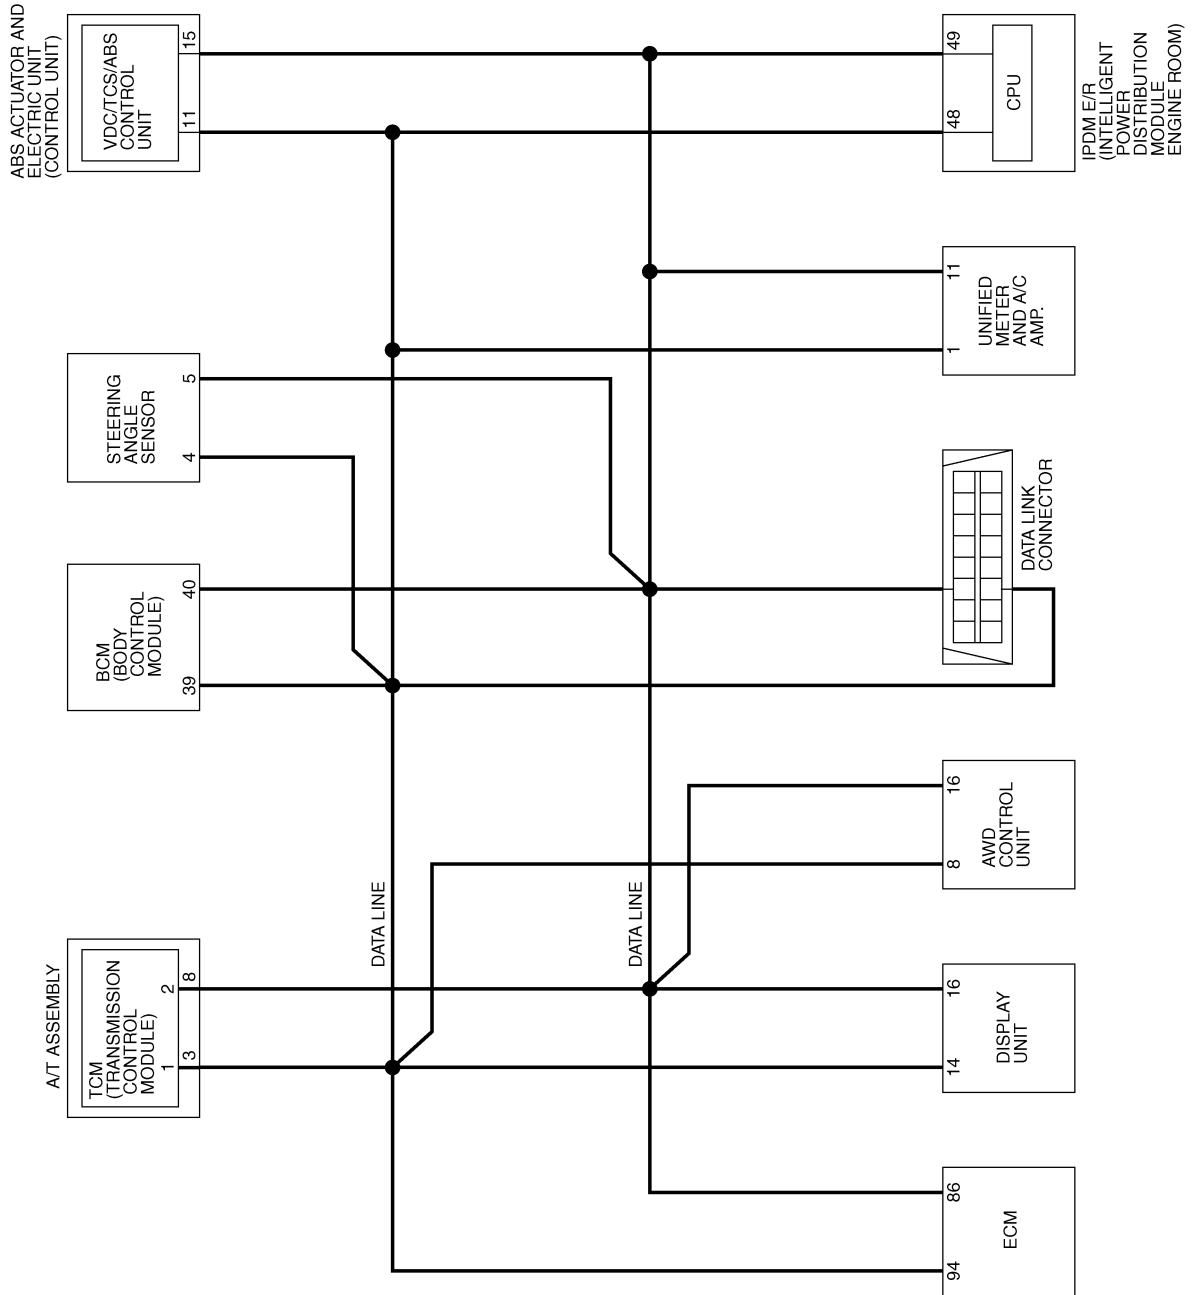 ABS ACTUATOR AND
ELECTRIC UNIT
(CONTROL UNIT)
VDC/TCS/ABS
CONTROL
UNIT
15
11
49
48
CPU
IPDM E/R
(INTELLIGENT
POWER
DISTRIBUTION
MODULE
ENGINE ROOM)
11
1
UNIFIED
METER
AND A/C
AMP.
STEERING
ANGLE
SENSOR
5
4
DATA LINK
CONNECTOR
BCM
(BODY
CONTROL
MODULE)
40
39
16
8
AWD
CONTROL
UNIT
DATA LINE
DATA LINE
A/T ASSEMBLY
TCM
(TRANSMISSION
CONTROL
MODULE)
2
8
1
3
16
14
DISPLAY
UNIT
86
94
ECM